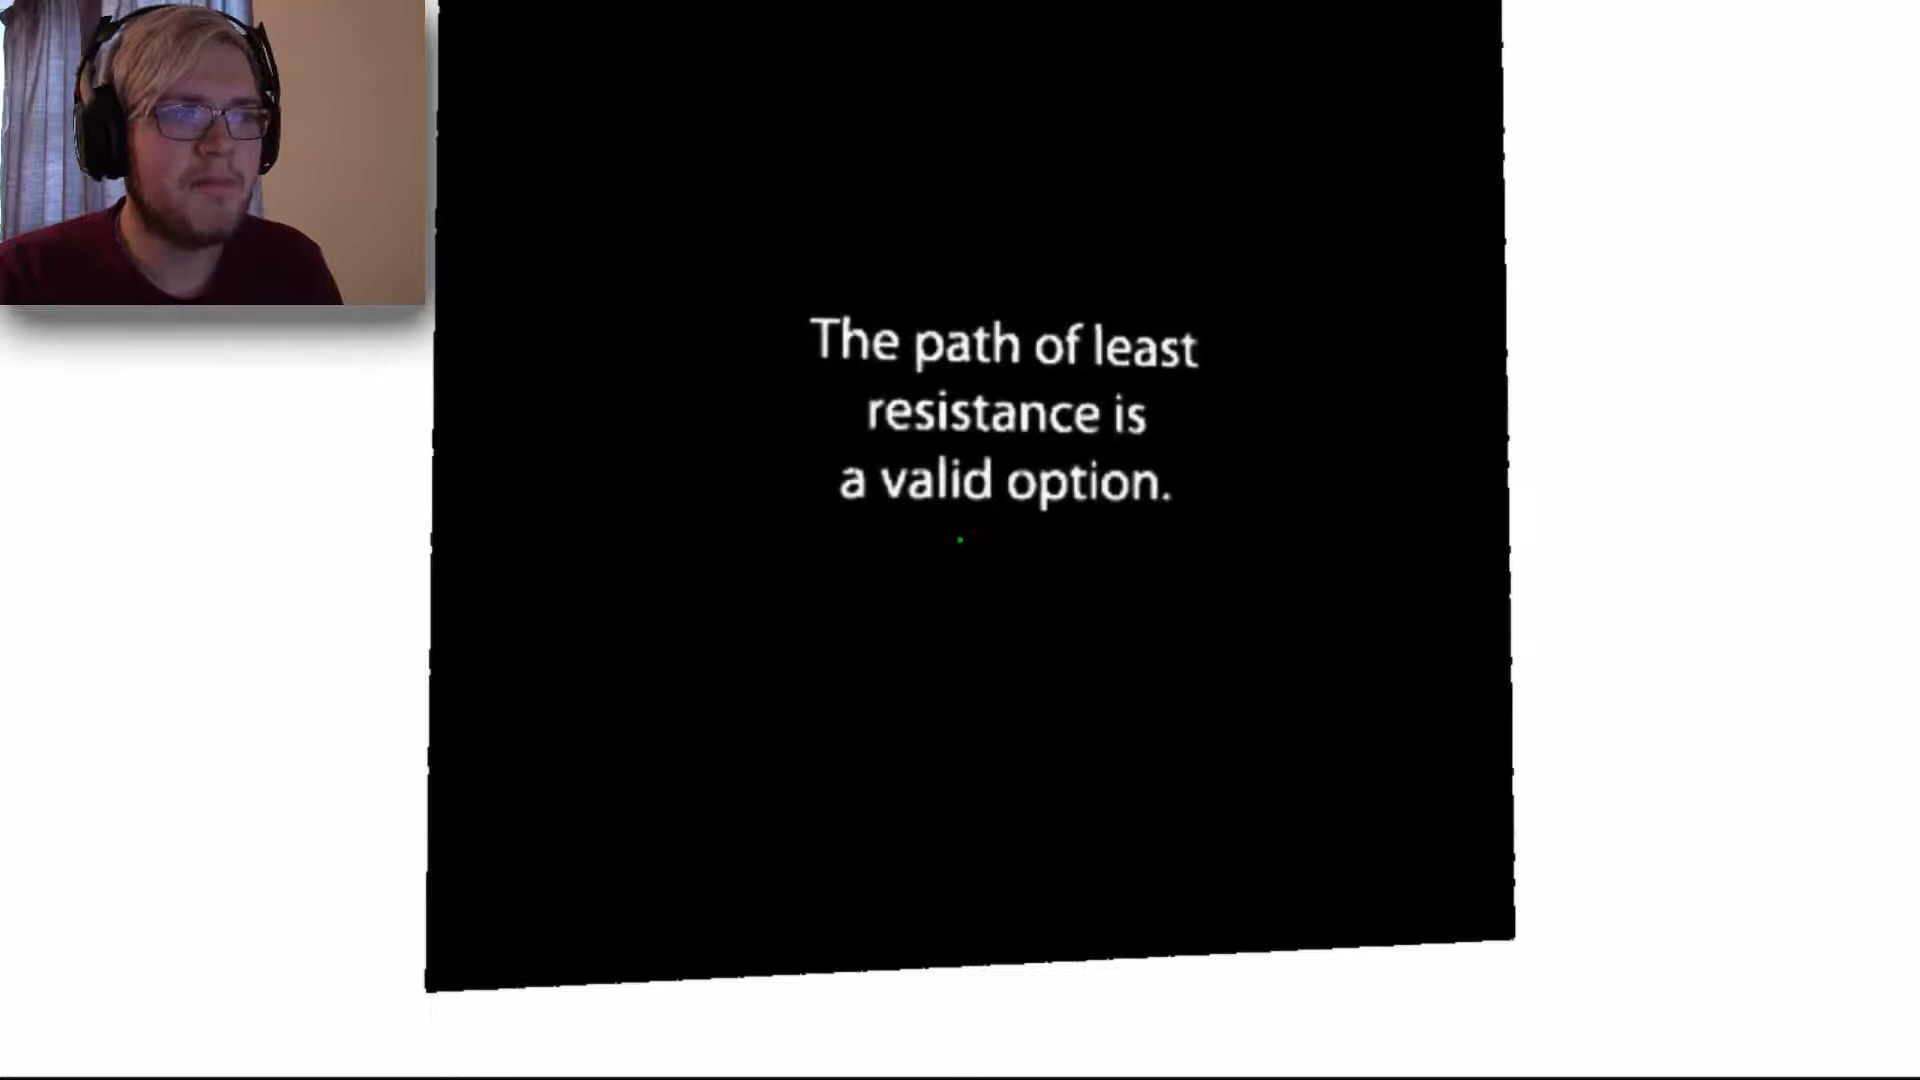 The path of least
resistance is
a valid option.